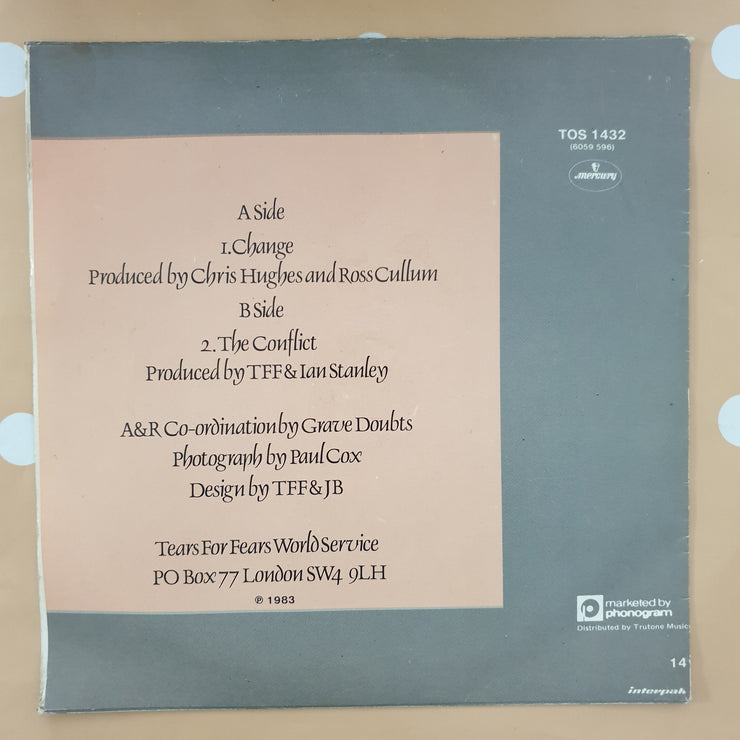 TOS 1432
(6059 596)
mercury
A Side
1. Change
Produced by Chris Hughes and Ross Cullum
B Side
2. The Conflict
Produced by TFF & Ian Stanley
A&R Co-ordination by Grave Doubts
Photograph by Paul Cox
Design by TFF & JB
Tears For Fears World Service
PO Box 77 London SW4 9LH
℗ 1983
marketed by
phonogram
Distributed by Trutone Music
14
interpak